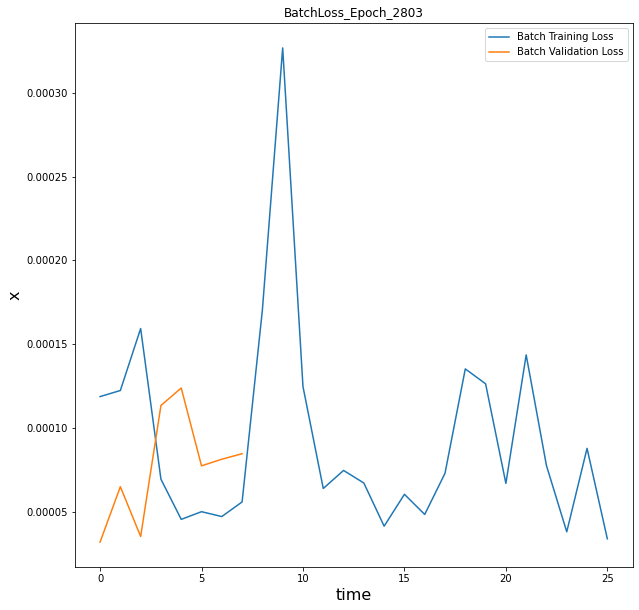 BatchLoss_Epoch_2803
Batch Training Loss
Batch Validation Loss
0.00030
0.00025
0.00020
0.00015
0.00010
0.00005
x
0 5 10 15 20 25
time